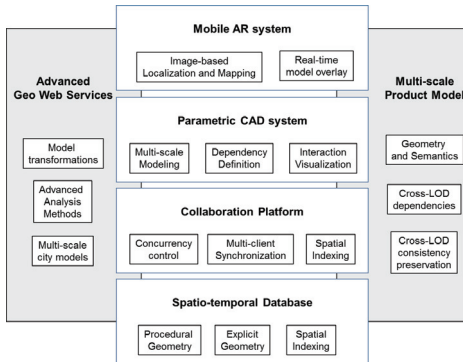 Mobile AR system
Image-based
Localization and Mapping
Real-time
model overlay
Advanced
Geo Web Services
Model
transformations
Advanced
Analysis
Methods
Multi-scale
city models
Parametric CAD system
Multi-scale
Modeling
Dependency
Definition
Interaction
Visualization
Collaboration Platform
Concurrency
control
Multi-client
Synchronization
Spatial
Indexing
Spatio-temporal Database
Procedural
Geometry
Explicit
Geometry
Spatial
Indexing
Multi-scale
Product Model
Geometry
and Semantics
Cross-LOD
dependencies
Cross-LOD
consistency
preservation